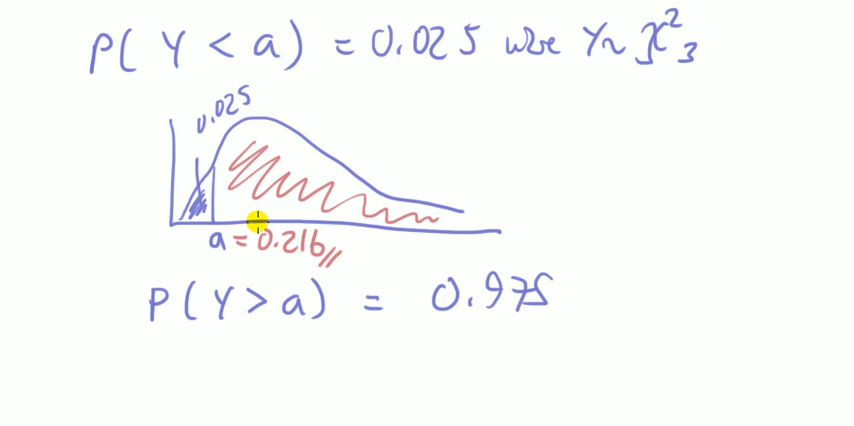 P( Y < a ) = 0.025 where Y~ χ²₃
0.025
a = 0.216
P( Y > a ) = 0.975